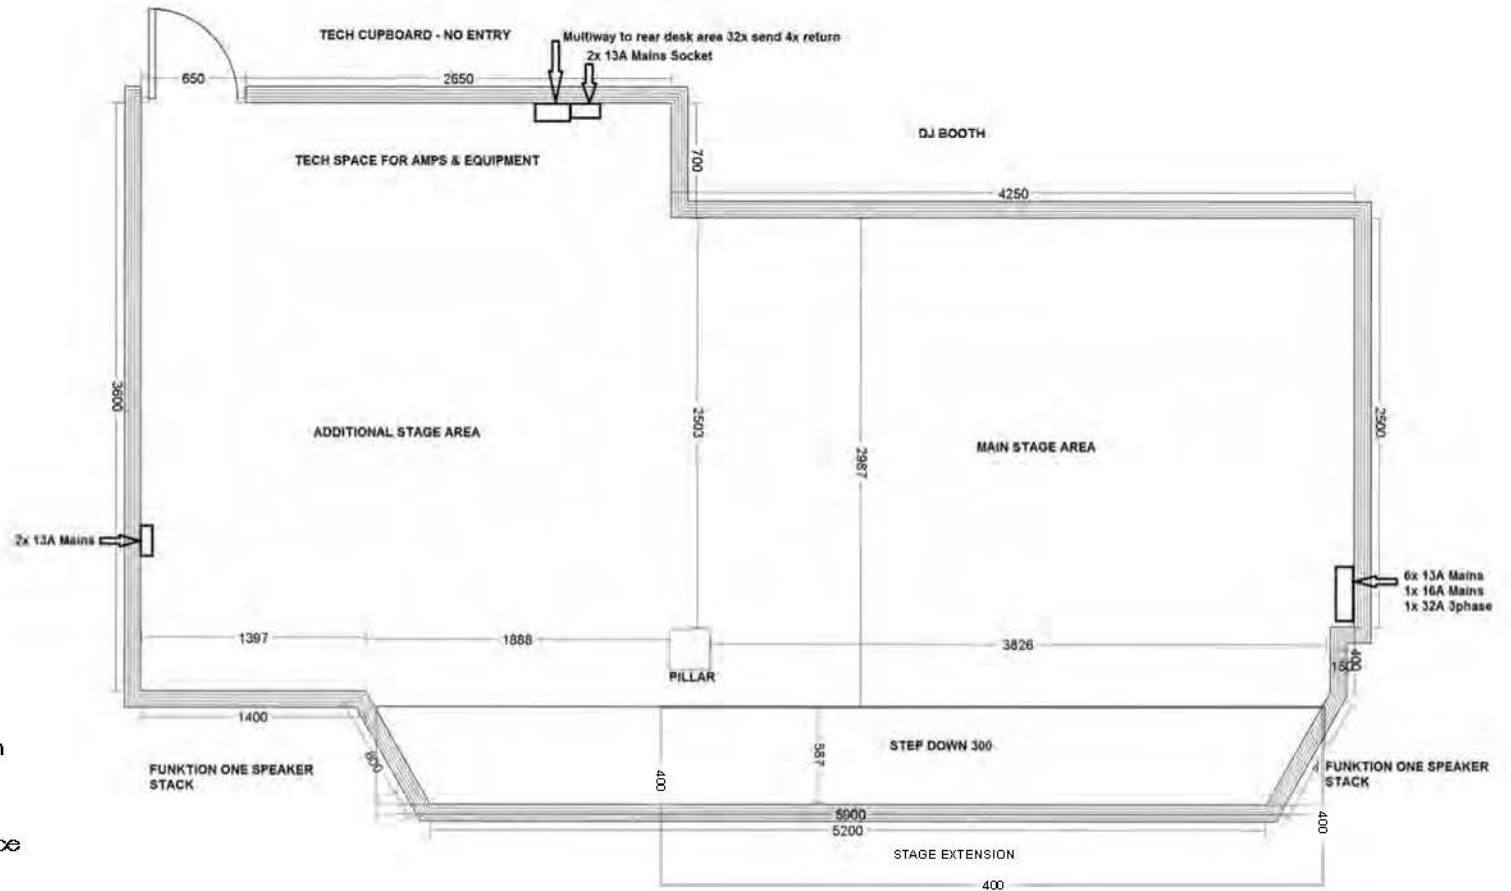 TECH CUPBOARD - NO ENTRY
Multiway to rear desk area 32x send 4x return
2x 13A Mains Socket
650
2650
DJ BOOTH
TECH SPACE FOR AMPS & EQUIPMENT
700
4250
3600
2503
2987
2500
ADDITIONAL STAGE AREA
MAIN STAGE AREA
2x 13A Mains
6x 13A Mains
1x 16A Mains
1x 32A 3phase
1397
1888
3826
400
PILLAR
1400
STEP DOWN 300
587
FUNKTION ONE SPEAKER
STACK
FUNKTION ONE SPEAKER
STACK
400
5900
5200
400
STAGE EXTENSION
400